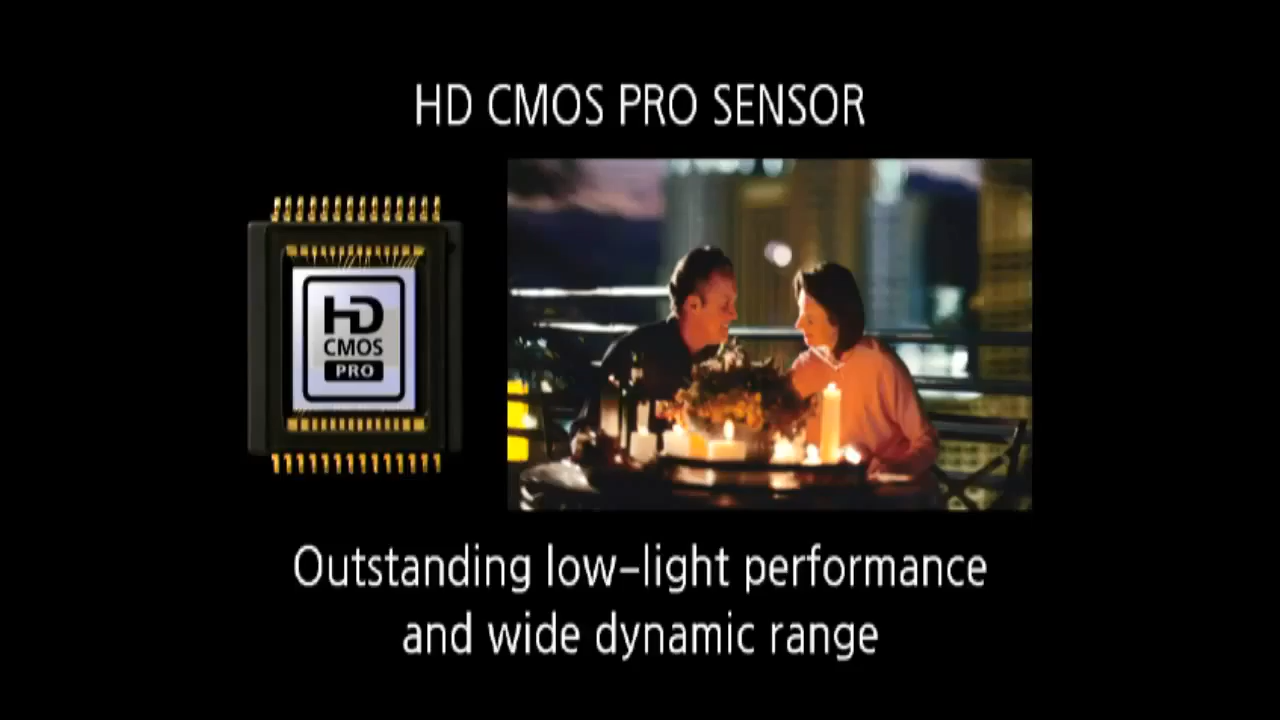 HD CMOS PRO SENSOR
HD
CMOS
PRO
Outstanding low-light performance
and wide dynamic range